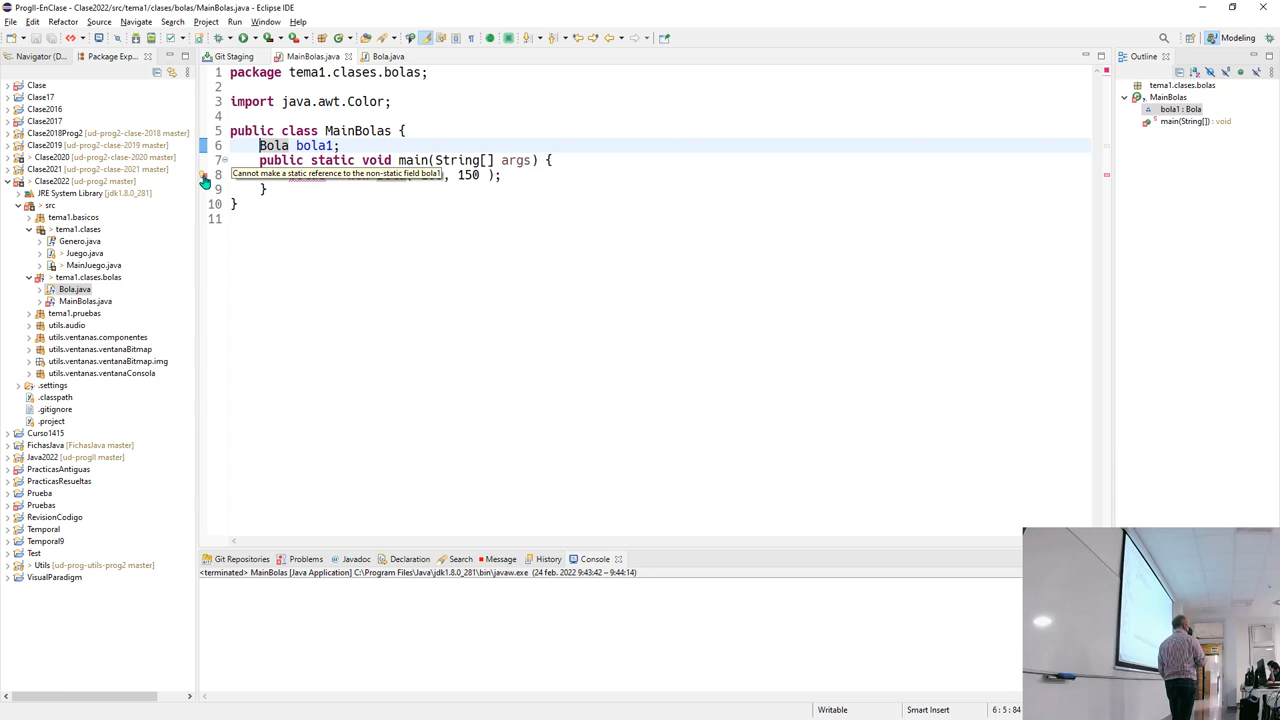 ProgII-EnClase - Clase2022/src/tema1/clases/bolas/MainBolas.java - Eclipse IDE
File Edit Refactor Source Navigate Search Project Run Window Help
Modeling
Navigator (D...
Package Exp...
Git Staging
MainBolas.java
Bola.java
Outline
Clase
Clase17
Clase2016
Clase2017
Clase2018Prog2 [ud-prog2-clase-2018 master]
> Clase2020 [ud-prog2-clase-2020 master]
Clase2021 [ud-prog2-clase-2021 master]
> Clase2022 [ud-prog2-clase-2022 master]
JRE System Library [jdk1.8.0_281]
> src
tema1.basicos
> tema1.clases
Genero.java
> Juego.java
> MainJuego.java
> tema1.clases.bolas
Bola.java
MainBolas.java
tema1.pruebas
utils.audio
utils.ventanas.componentes
utils.ventanas.ventanaBitmap
utils.ventanas.ventanaBitmap.img
utils.ventanas.ventanaConsola
.settings
.classpath
.gitignore
.project
Curso1415
FichasJava [FichasJava master]
Java2022 [ud-progII master]
PracticasAntiguas
PracticasResueltas
Prueba
Pruebas
RevisionCodigo
Temporal
Temporal9
Test
> Utils [ud-prog-utils-prog2 master]
VisualParadigm
1 package tema1.clases.bolas;
2
3 import java.awt.Color;
4
5 public class MainBolas {
6 Bola bola1;
7 public static void main(String[] args) {
Cannot make a static reference to the non-static field bola1
8 , 150 );
9 }
10 }
11
tema1.clases.bolas
MainBolas
bola1 : Bola
main(String[]) : void
Git Repositories
Problems
Javadoc
Declaration
Search
Message
History
Console
<terminated> MainBolas [Java Application] C:\Program Files\Java\jdk1.8.0_281\bin\javaw.exe (24 feb. 2022 9:43:42 – 9:44:14)
Writable
Smart Insert
6 : 5 : 84